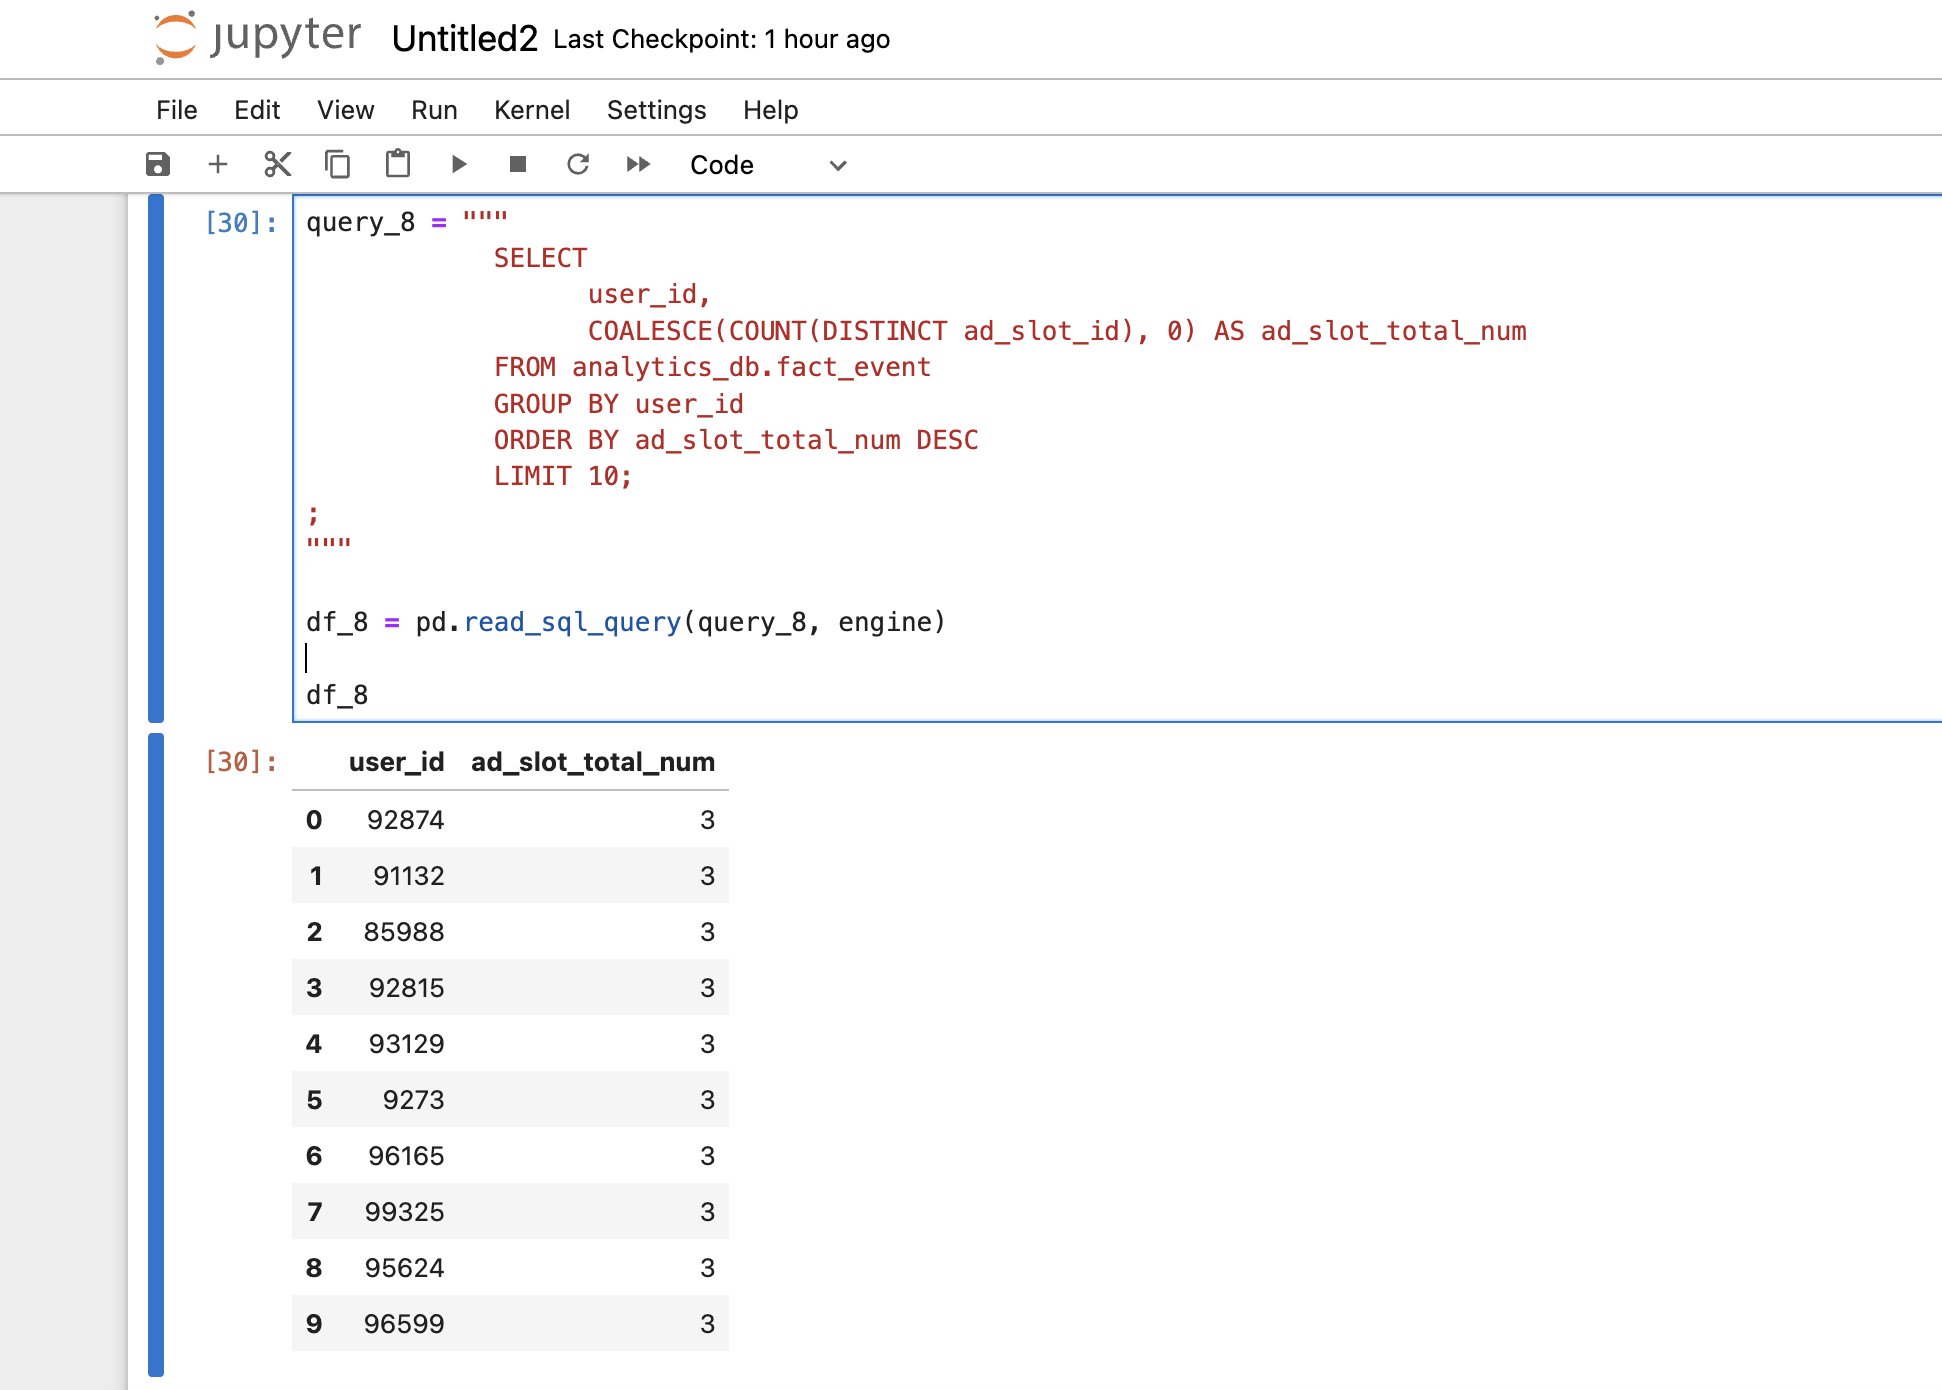 jupyter Untitled2 Last Checkpoint: 1 hour ago
File Edit View Run Kernel Settings Help
Code
[30]: query_8 = """
SELECT
user_id,
COALESCE(COUNT(DISTINCT ad_slot_id), 0) AS ad_slot_total_num
FROM analytics_db.fact_event
GROUP BY user_id
ORDER BY ad_slot_total_num DESC
LIMIT 10;
;
"""
df_8 = pd.read_sql_query(query_8, engine)
df_8
[30]: user_id ad_slot_total_num
0 92874 3
1 91132 3
2 85988 3
3 92815 3
4 93129 3
5 9273 3
6 96165 3
7 99325 3
8 95624 3
9 96599 3